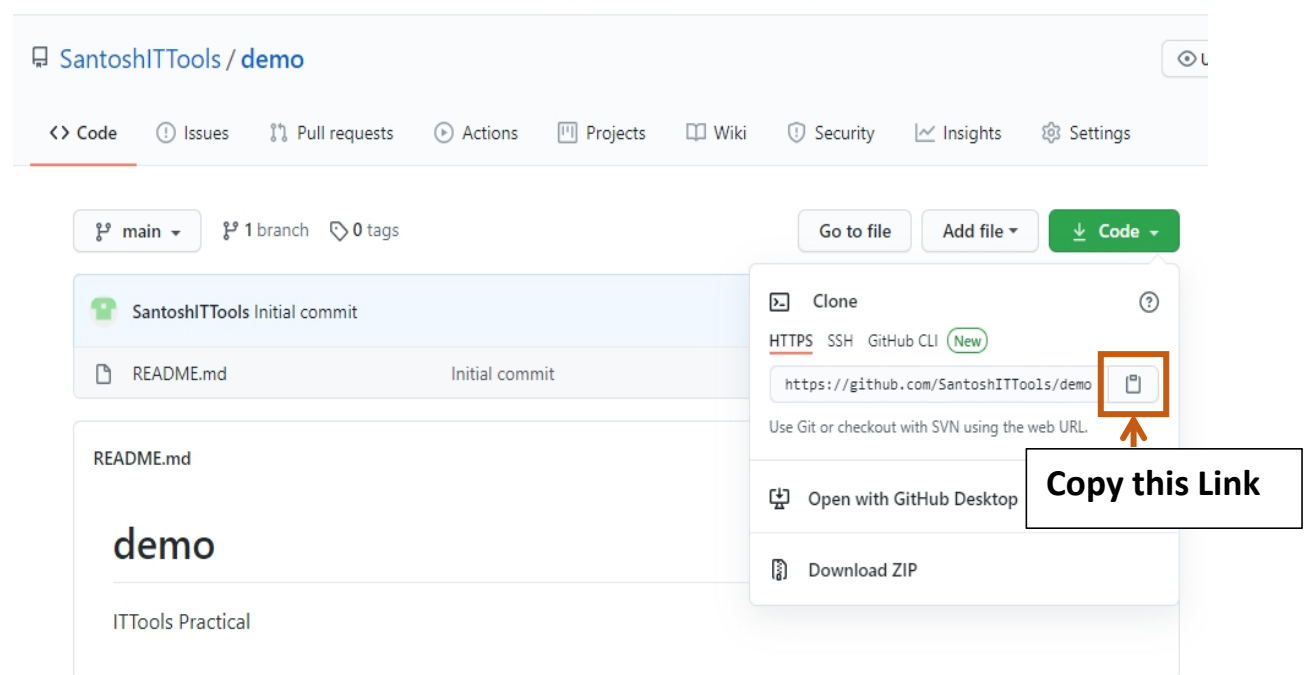 SantoshITTools / demo
Code Issues Pull requests Actions Projects Wiki Security Insights Settings
main 1 branch 0 tags Go to file Add file Code
SantoshITTools Initial commit
README.md Initial commit
Clone
HTTPS SSH GitHub CLI New
https://github.com/SantoshITTools/demo
Use Git or checkout with SVN using the web URL.
Copy this Link
Open with GitHub Desktop
Download ZIP
README.md
demo
ITTools Practical